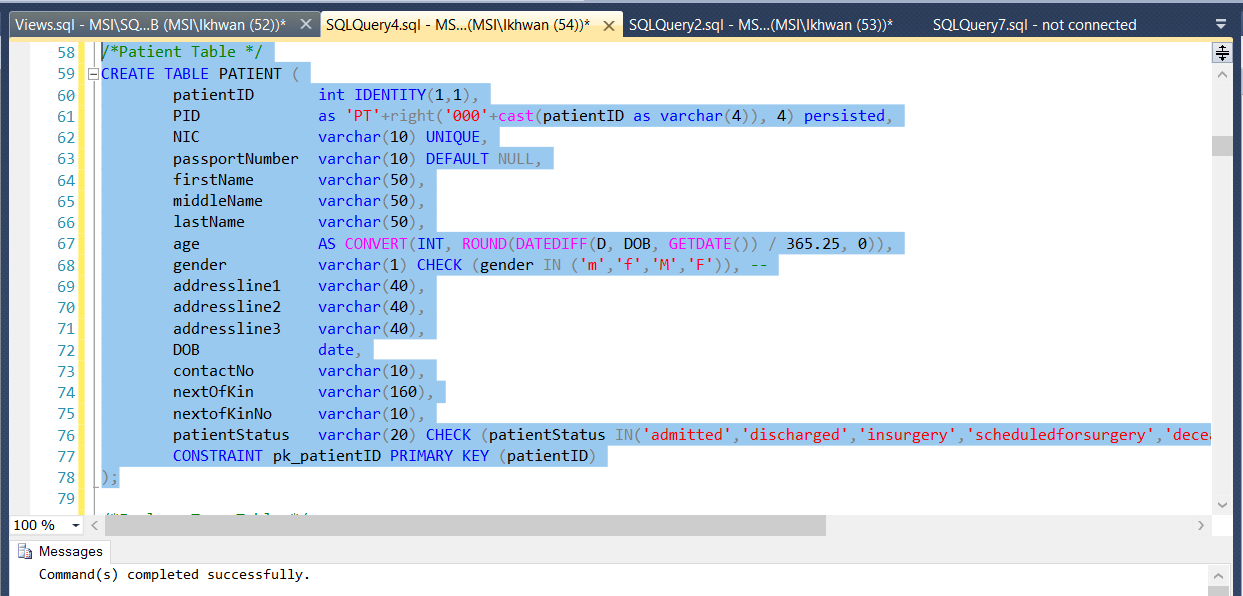 Views.sql - MSI\SQ...B (MSI\Ikhwan (52))* SQLQuery4.sql - MS...(MSI\Ikhwan (54))* SQLQuery2.sql - MS...(MSI\Ikhwan (53))* SQLQuery7.sql - not connected
58 /*Patient Table */
59 CREATE TABLE PATIENT (
60 patientID int IDENTITY(1,1),
61 PID as 'PT'+right('000'+cast(patientID as varchar(4)), 4) persisted,
62 NIC varchar(10) UNIQUE,
63 passportNumber varchar(10) DEFAULT NULL,
64 firstName varchar(50),
65 middleName varchar(50),
66 lastName varchar(50),
67 age AS CONVERT(INT, ROUND(DATEDIFF(D, DOB, GETDATE()) / 365.25, 0)),
68 gender varchar(1) CHECK (gender IN ('m','f','M','F')), --
69 addressline1 varchar(40),
70 addressline2 varchar(40),
71 addressline3 varchar(40),
72 DOB date,
73 contactNo varchar(10),
74 nextOfKin varchar(160),
75 nextofKinNo varchar(10),
76 patientStatus varchar(20) CHECK (patientStatus IN('admitted','discharged','insurgery','scheduledforsurgery','decea
77 CONSTRAINT pk_patientID PRIMARY KEY (patientID)
78 );
79
100 %
Messages
Command(s) completed successfully.